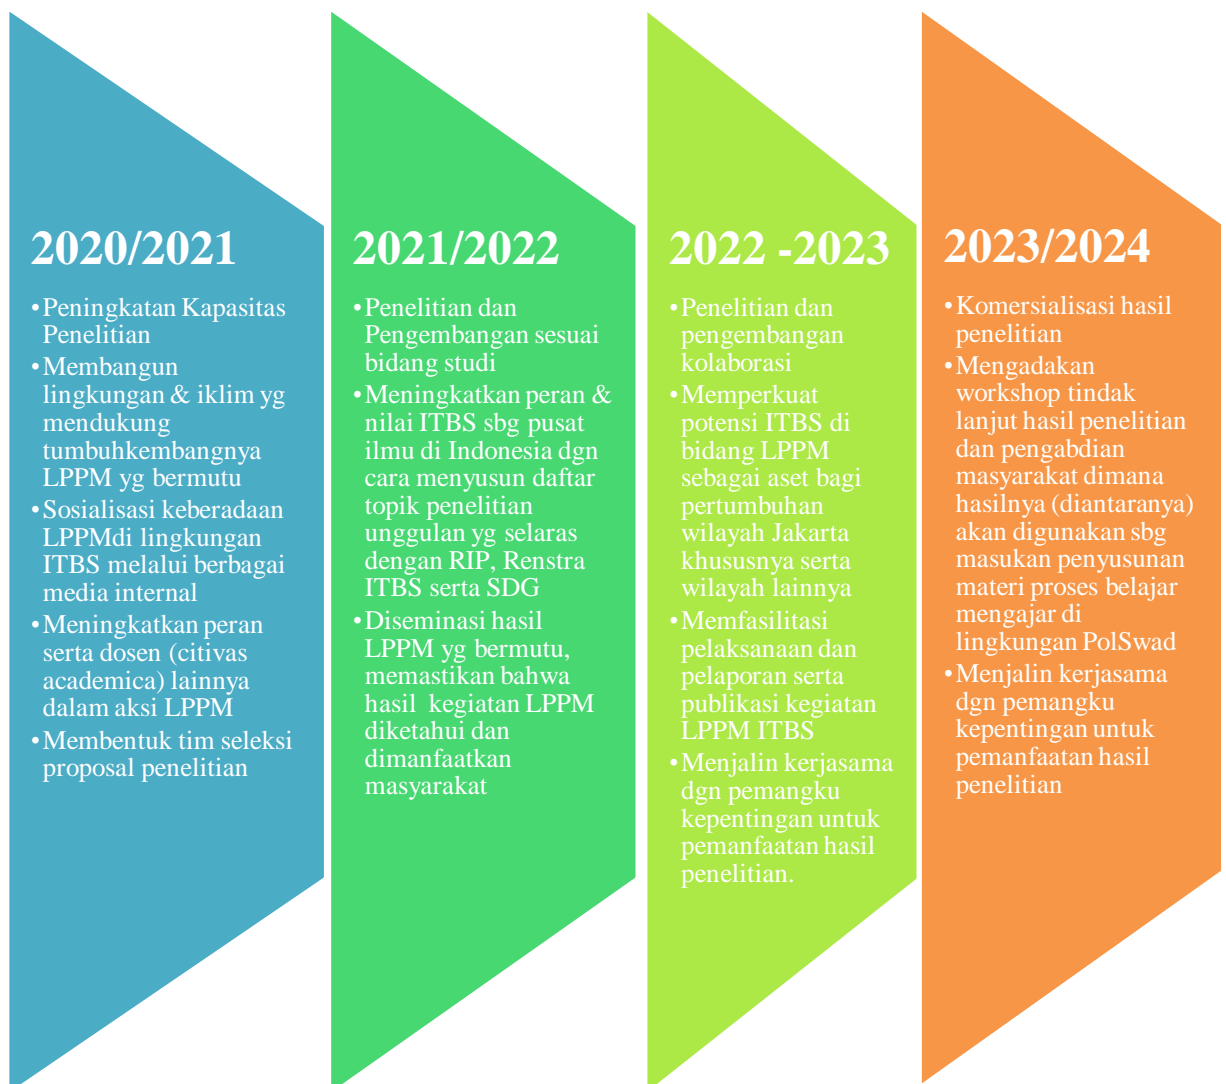 2020/2021
•Peningkatan Kapasitas
Penelitian
•Membangun
lingkungan & iklim yg
mendukung
tumbuhkembangnya
LPPM yg bermutu
•Sosialisasi keberadaan
LPPMdi lingkungan
ITBS melalui berbagai
media internal
•Meningkatkan peran
serta dosen (citivas
academica) lainnya
dalam aksi LPPM
•Membentuk tim seleksi
proposal penelitian
2021/2022
•Penelitian dan
Pengembangan sesuai
bidang studi
•Meningkatkan peran &
nilai ITBS sbg pusat
ilmu di Indonesia dgn
cara menyusun daftar
topik penelitian
unggulan yg selaras
dengan RIP, Renstra
ITBS serta SDG
•Diseminasi hasil
LPPM yg bermutu,
memastikan bahwa
hasil kegiatan LPPM
diketahui dan
dimanfaatkan
masyarakat
2022 -2023
•Penelitian dan
pengembangan
kolaborasi
•Memperkuat
potensi ITBS di
bidang LPPM
sebagai aset bagi
pertumbuhan
wilayah Jakarta
khususnya serta
wilayah lainnya
•Memfasilitasi
pelaksanaan dan
pelaporan serta
publikasi kegiatan
LPPM ITBS
•Menjalin kerjasama
dgn pemangku
kepentingan untuk
pemanfaatan hasil
penelitian.
2023/2024
•Komersialisasi hasil
penelitian
•Mengadakan
workshop tindak
lanjut hasil penelitian
dan pengabdian
masyarakat dimana
hasilnya (diantaranya)
akan digunakan sbg
masukan penyusunan
materi proses belajar
mengajar di
lingkungan PolSwad
•Menjalin kerjasama
dgn pemangku
kepentingan untuk
pemanfaatan hasil
penelitian